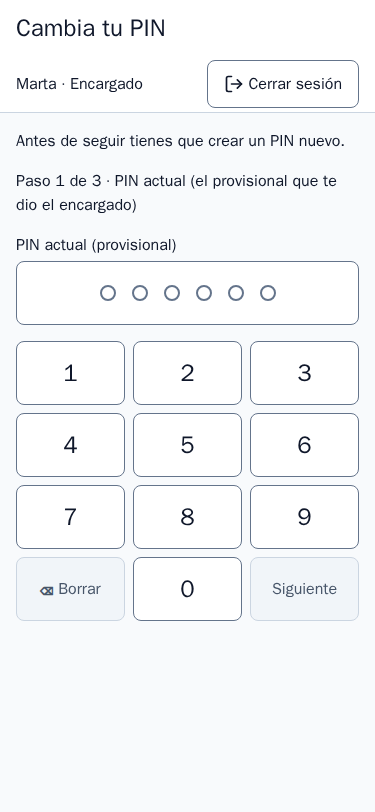 Cambia tu PIN
Marta · Encargado
Cerrar sesión
Antes de seguir tienes que crear un PIN nuevo.
Paso 1 de 3 · PIN actual (el provisional que te
dio el encargado)
PIN actual (provisional)
1 2 3
4 5 6
7 8 9
Borrar 0 Siguiente